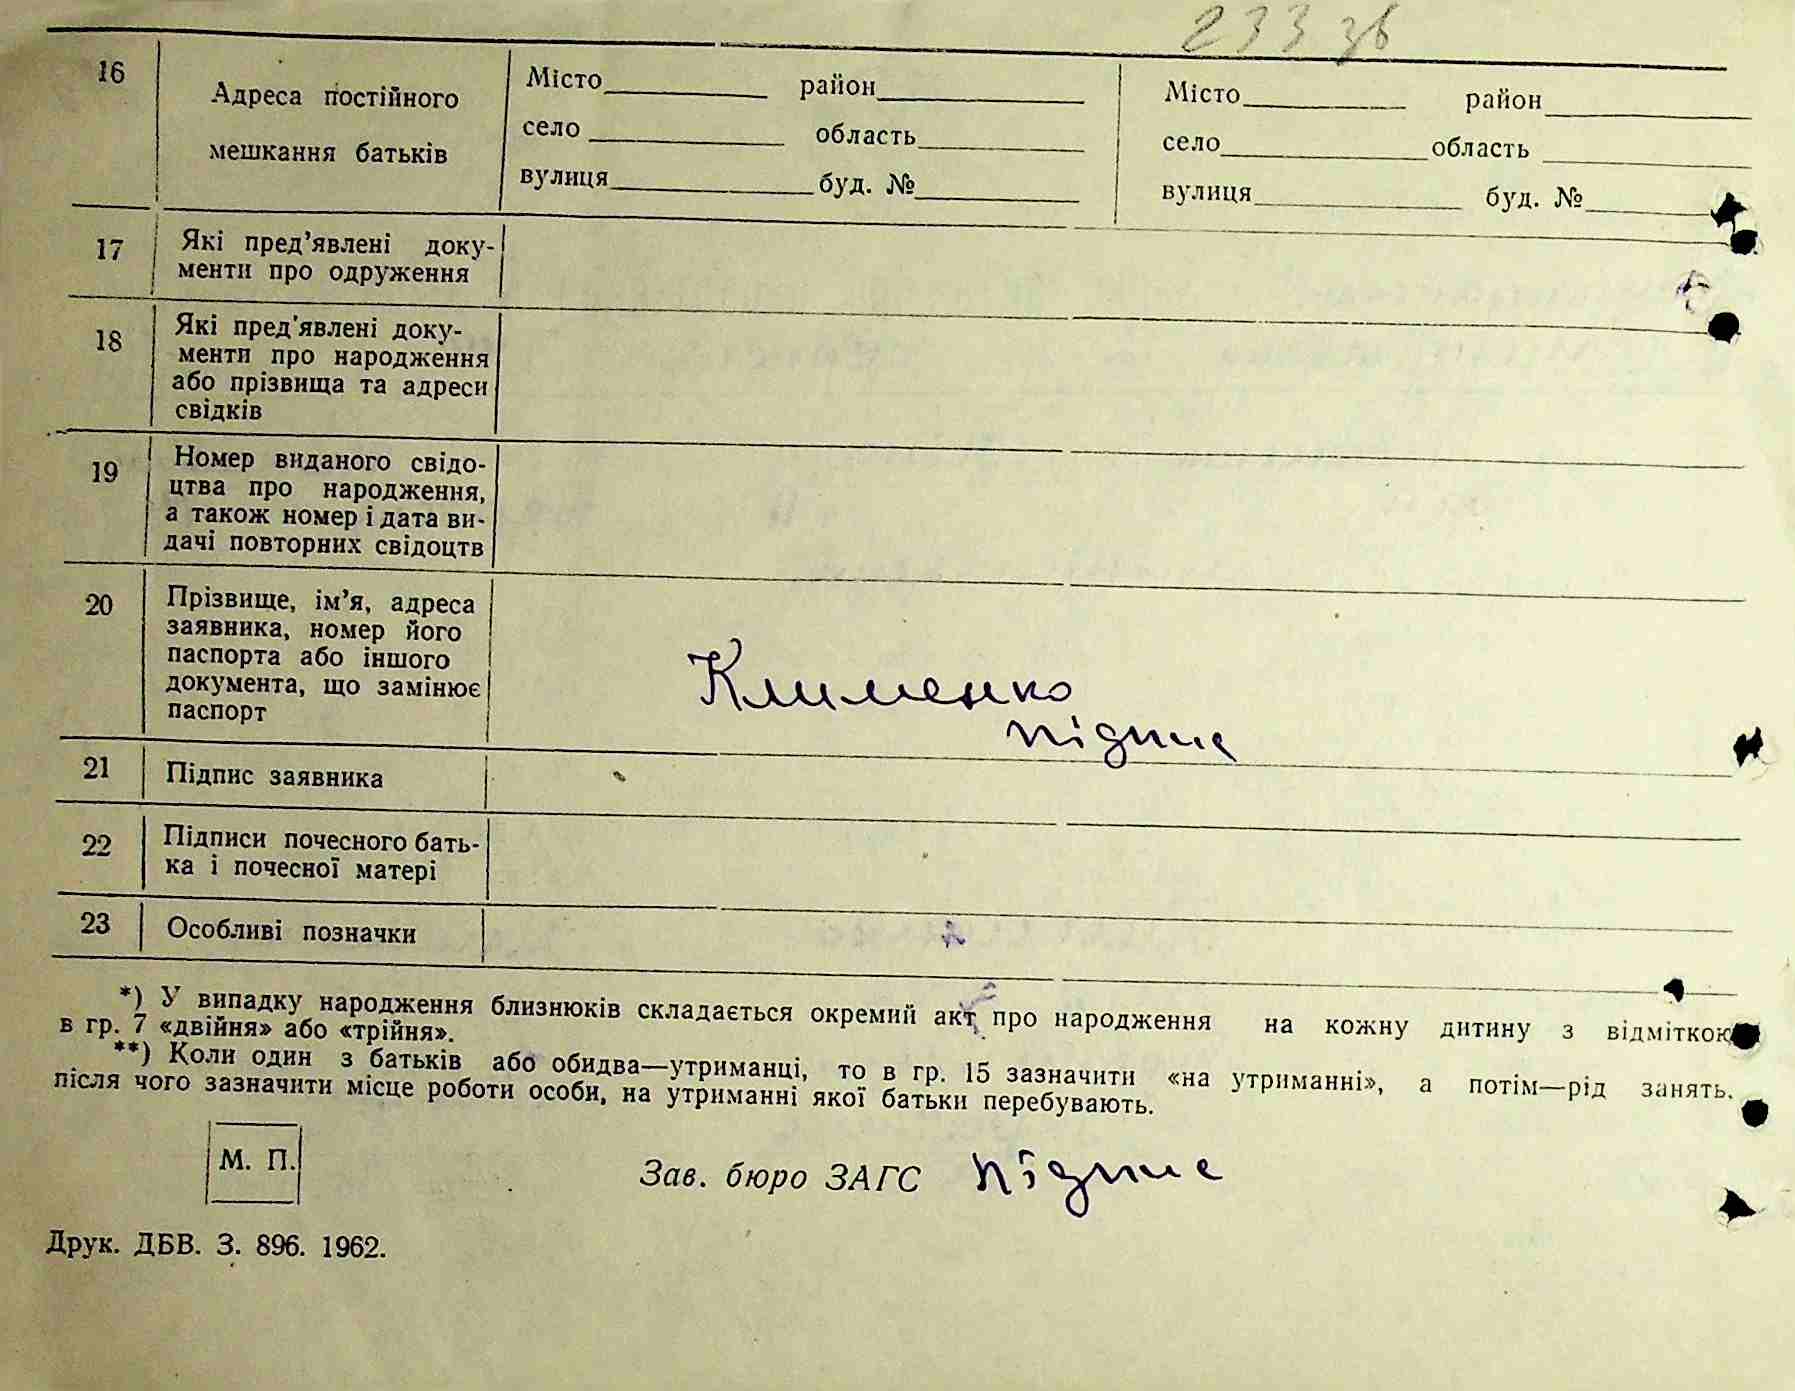 233 зв
16
Адреса постійного
мешкання батьків
Місто район
село область
вулиця буд. №
Місто район
село область
вулиця буд. №
17
Які пред’явлені доку-
менти про одруження
18
Які пред'явлені доку-
менти про народження
або прізвища та адреси
свідків
19
Номер виданого свідо-
цтва про народження,
а також номер і дата ви-
дачі повторних свідоцтв
20
Прізвище, ім’я, адреса
заявника, номер його
паспорта або іншого
документа, що замінює
паспорт
Клименко
підпис
21
Підпис заявника
22
Підписи почесного бать-
ка і почесної матері
23
Особливі позначки
*) У випадку народження близнюків складається окремий акт про народження на кожну дитину з відміткою
в гр. 7 «двійня» або «трійня».
**) Коли один з батьків або обидва—утриманці, то в гр. 15 зазначити «на утриманні», а потім—рід занять,
після чого зазначити місце роботи особи, на утриманні якої батьки перебувають.
М. П.
Зав. бюро ЗАГС підпис
Друк. ДБВ. З. 896. 1962.